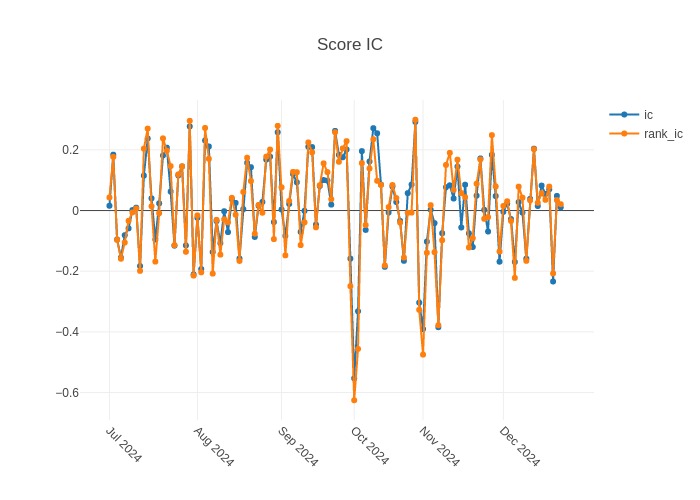 Score IC
ic
rank_ic
0.2
0
−0.2
−0.4
−0.6
Jul 2024
Aug 2024
Sep 2024
Oct 2024
Nov 2024
Dec 2024